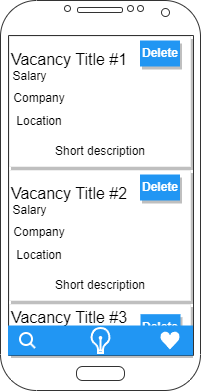 Vacancy Title #1
Delete
Salary
Company
Location
Short description
Vacancy Title #2
Delete
Salary
Company
Location
Short description
Vacancy Title #3
Delete